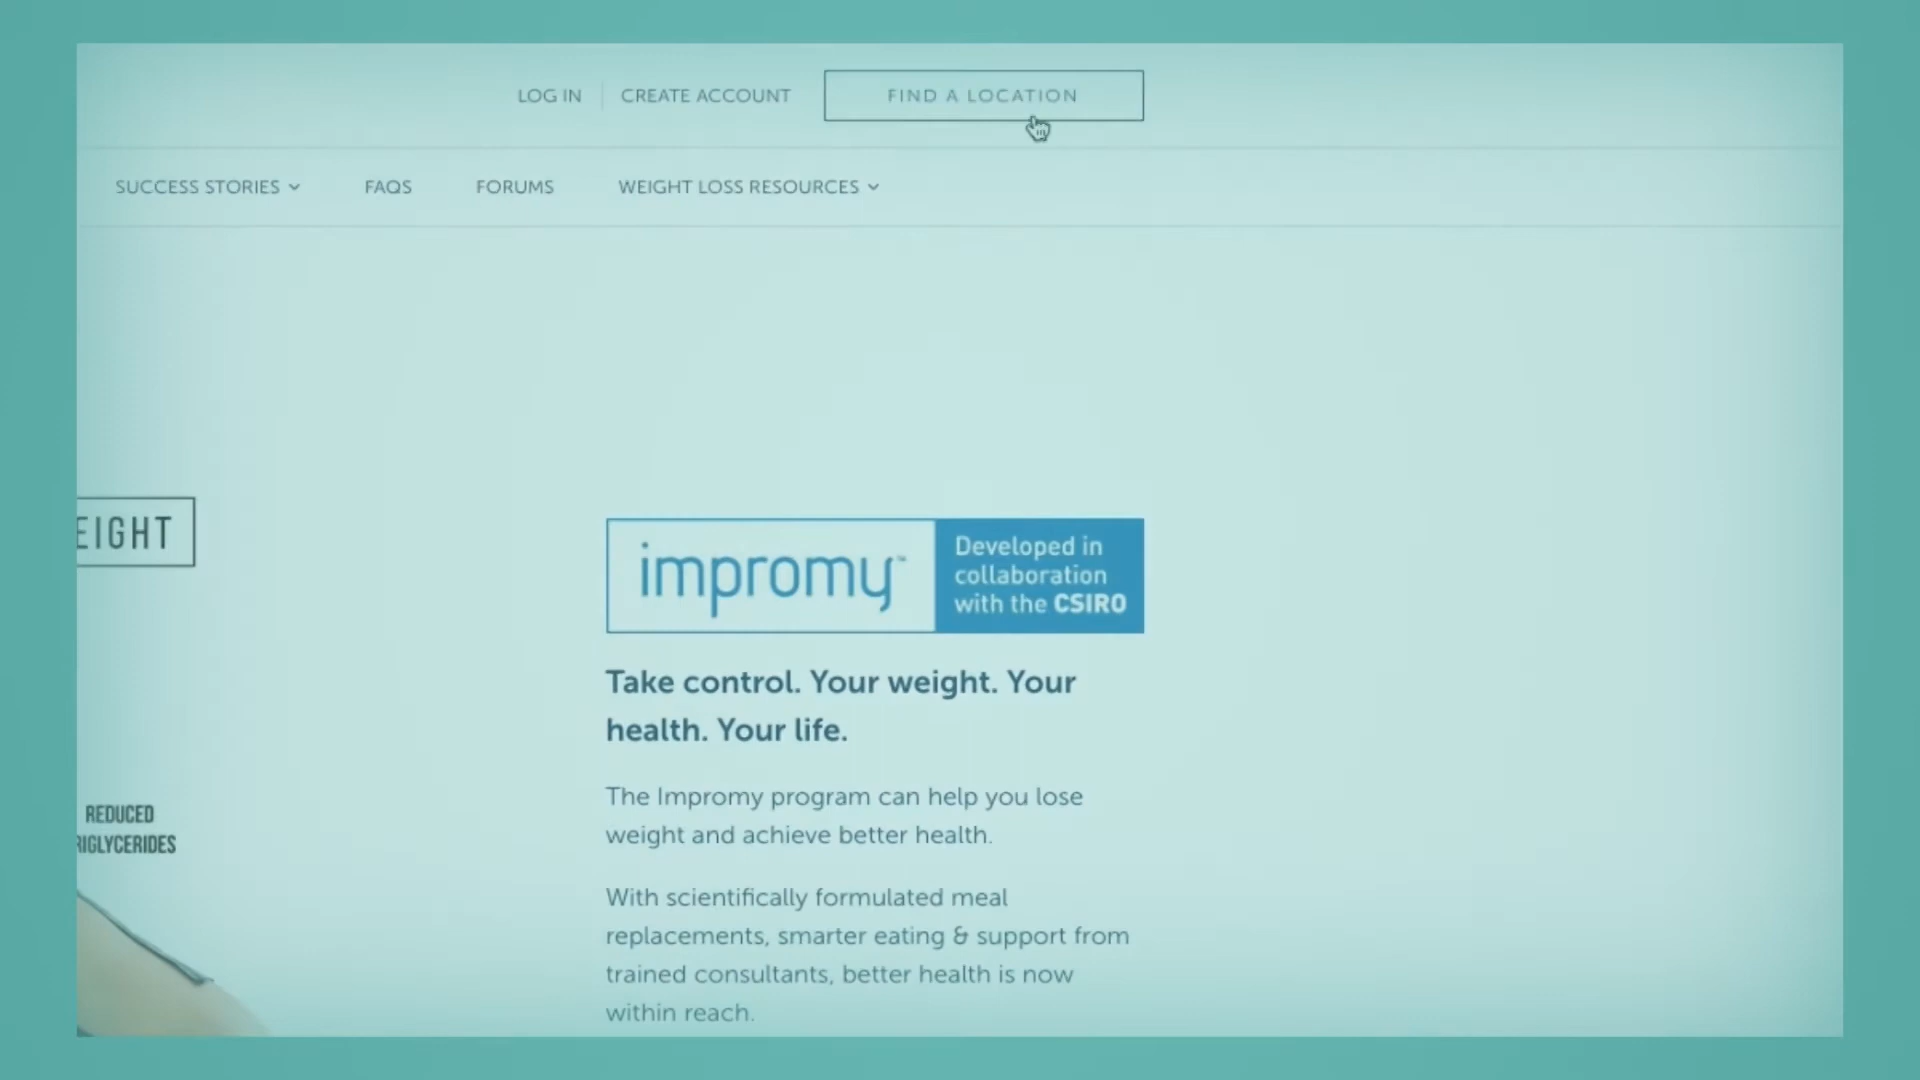 LOG IN
CREATE ACCOUNT
FIND A LOCATION
SUCCESS STORIES
FAQS
FORUMS
WEIGHT LOSS RESOURCES
impromy™
Developed in
collaboration
with the CSIRO
Take control. Your weight. Your
health. Your life.
The Impromy program can help you lose
weight and achieve better health.
With scientifically formulated meal
replacements, smarter eating & support from
trained consultants, better health is now
within reach.
EIGHT
REDUCED
RIGLYCERIDES